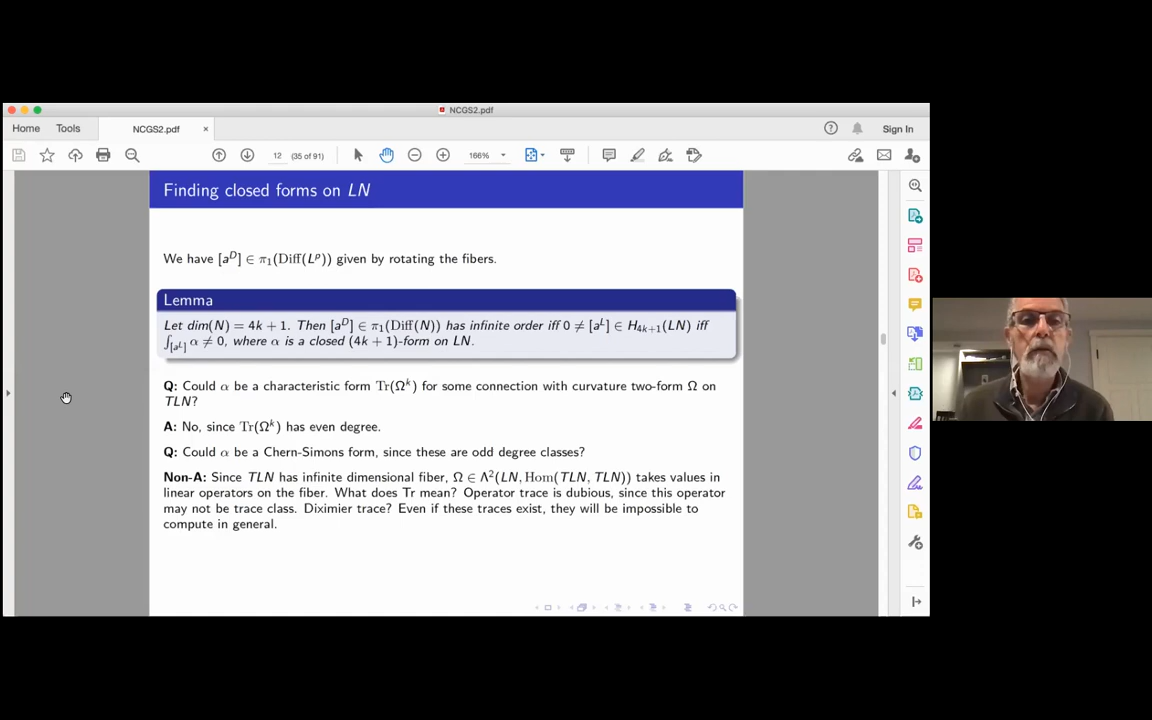 NCGS2.pdf
Home Tools NCGS2.pdf × Sign In
12 (35 of 91) 166%
Finding closed forms on LN
We have [a^D] ∈ π₁(Diff(L^p)) given by rotating the fibers.
Lemma
Let dim(N) = 4k + 1. Then [a^D] ∈ π₁(Diff(N)) has infinite order iff 0 ≠ [a^L] ∈ H_{4k+1}(LN) iff
∫_{[a^L]} α ≠ 0, where α is a closed (4k + 1)-form on LN.
Q: Could α be a characteristic form Tr(Ω^k) for some connection with curvature two-form Ω on
TLN?
A: No, since Tr(Ω^k) has even degree.
Q: Could α be a Chern-Simons form, since these are odd degree classes?
Non-A: Since TLN has infinite dimensional fiber, Ω ∈ Λ²(LN, Hom(TLN, TLN)) takes values in
linear operators on the fiber. What does Tr mean? Operator trace is dubious, since this operator
may not be trace class. Diximier trace? Even if these traces exist, they will be impossible to
compute in general.